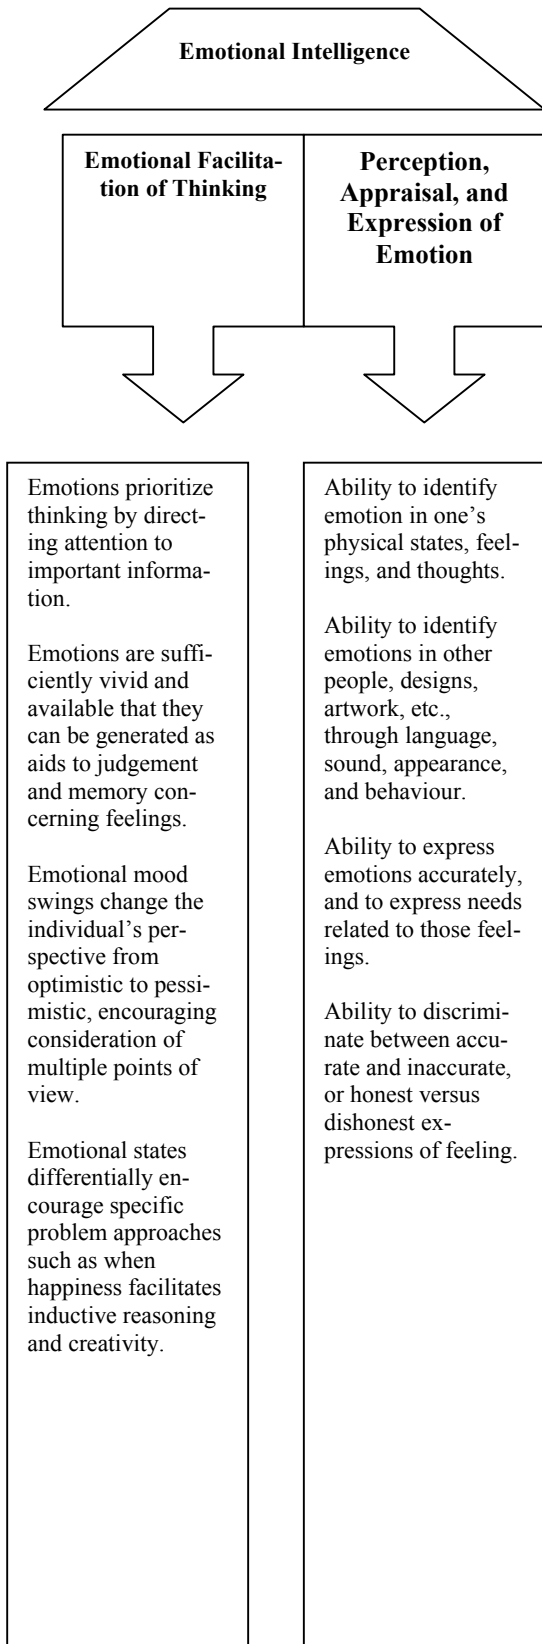 Emotional Intelligence
Emotional Facilita-
tion of Thinking
Perception,
Appraisal, and
Expression of
Emotion
Emotions prioritize
thinking by direct-
ing attention to
important informa-
tion.
Emotions are suffi-
ciently vivid and
available that they
can be generated as
aids to judgement
and memory con-
cerning feelings.
Emotional mood
swings change the
individual’s per-
spective from
optimistic to pessi-
mistic, encouraging
consideration of
multiple points of
view.
Emotional states
differentially en-
courage specific
problem approaches
such as when
happiness facilitates
inductive reasoning
and creativity.
Ability to identify
emotion in one’s
physical states, feel-
ings, and thoughts.
Ability to identify
emotions in other
people, designs,
artwork, etc.,
through language,
sound, appearance,
and behaviour.
Ability to express
emotions accurately,
and to express needs
related to those feel-
ings.
Ability to discrimi-
nate between accu-
rate and inaccurate,
or honest versus
dishonest ex-
pressions of feeling.